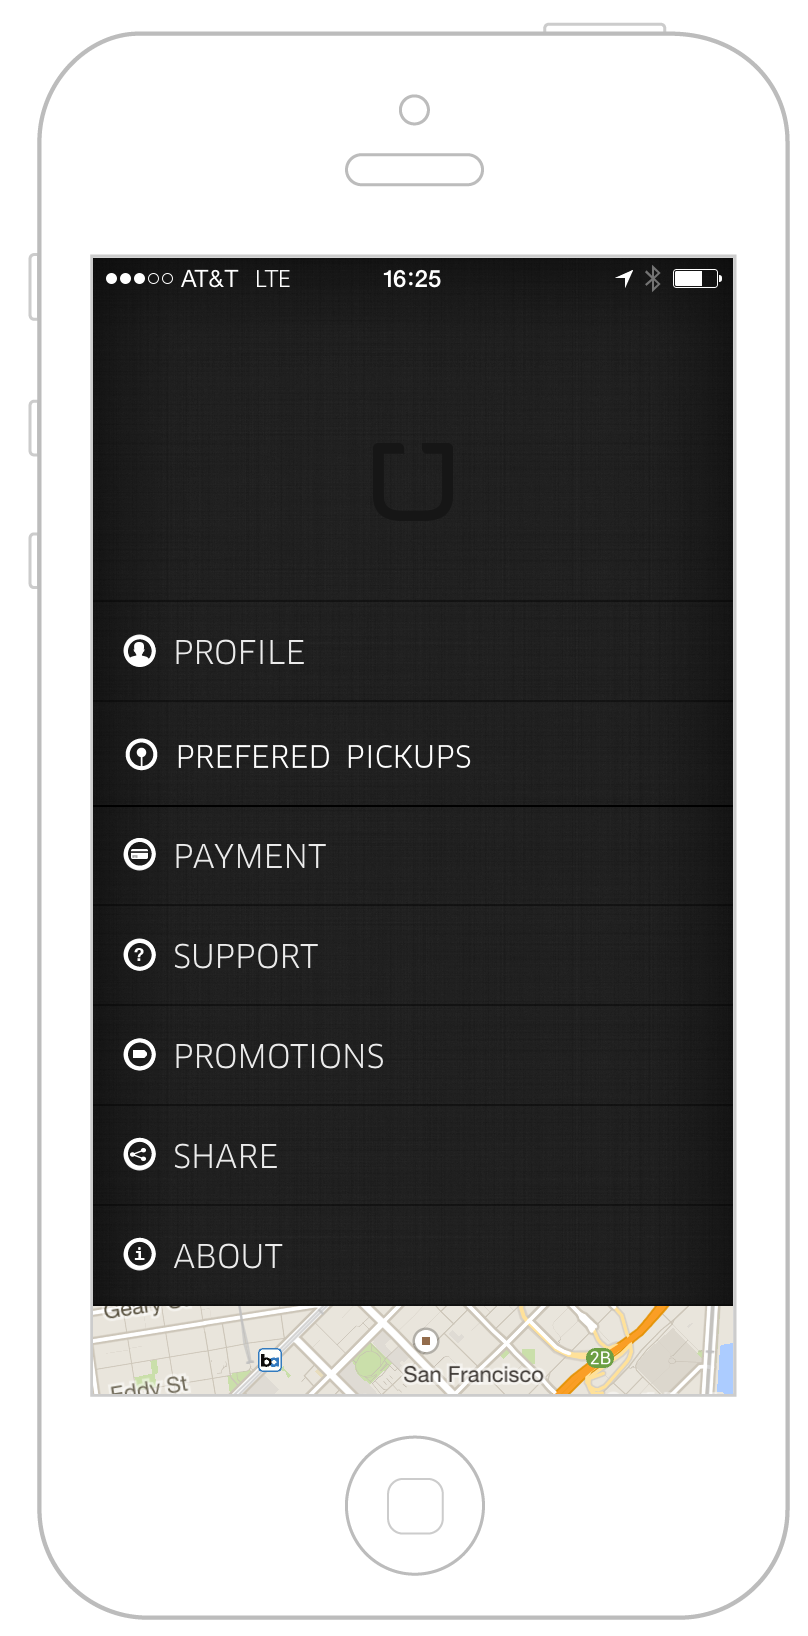 AT&T LTE 16:25
PROFILE
PREFERED PICKUPS
PAYMENT
? SUPPORT
PROMOTIONS
SHARE
i ABOUT
Geary
ba
2B
San Francisco
Eddy St